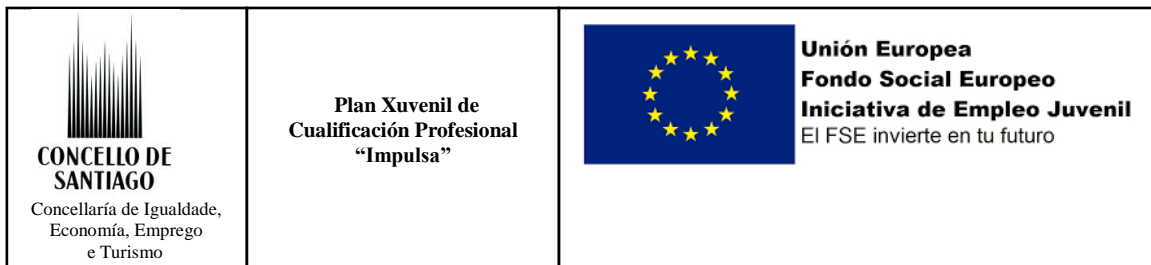 CONCELLO DE
SANTIAGO
Concellaría de Igualdade,
Economía, Emprego
e Turismo
Plan Xuvenil de
Cualificación Profesional
“Impulsa”
Unión Europea
Fondo Social Europeo
Iniciativa de Empleo Juvenil
El FSE invierte en tu futuro